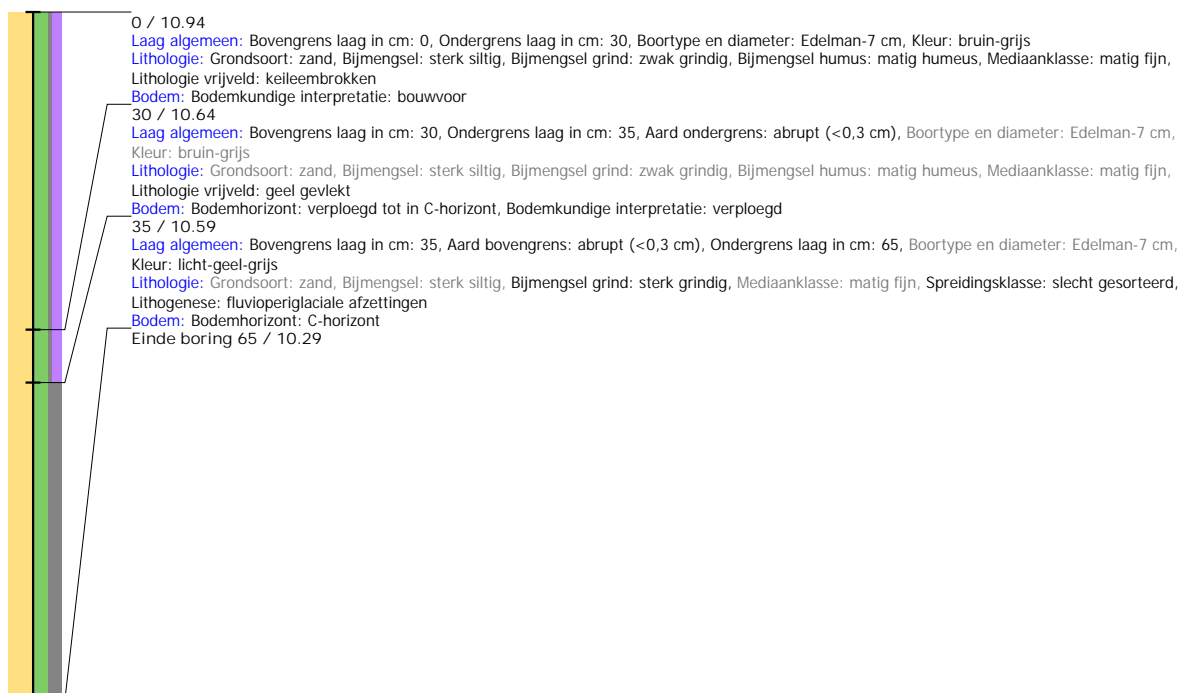 0 / 10.94
Laag algemeen: Bovengrens laag in cm: 0, Ondergrens laag in cm: 30, Boortype en diameter: Edelman-7 cm, Kleur: bruin-grijs
Lithologie: Grondsoort: zand, Bijmengsel: sterk siltig, Bijmengsel grind: zwak grindig, Bijmengsel humus: matig humeus, Mediaanklasse: matig fijn,
Lithologie vrijveld: keileembrokken
Bodem: Bodemkundige interpretatie: bouwvoor
30 / 10.64
Laag algemeen: Bovengrens laag in cm: 30, Ondergrens laag in cm: 35, Aard ondergrens: abrupt (<0,3 cm), Boortype en diameter: Edelman-7 cm,
Kleur: bruin-grijs
Lithologie: Grondsoort: zand, Bijmengsel: sterk siltig, Bijmengsel grind: zwak grindig, Bijmengsel humus: matig humeus, Mediaanklasse: matig fijn,
Lithologie vrijveld: geel gevlekt
Bodem: Bodemhorizont: verploegd tot in C-horizont, Bodemkundige interpretatie: verploegd
35 / 10.59
Laag algemeen: Bovengrens laag in cm: 35, Aard bovengrens: abrupt (<0,3 cm), Ondergrens laag in cm: 65, Boortype en diameter: Edelman-7 cm,
Kleur: licht-geel-grijs
Lithologie: Grondsoort: zand, Bijmengsel: sterk siltig, Bijmengsel grind: sterk grindig, Mediaanklasse: matig fijn, Spreidingsklasse: slecht gesorteerd,
Lithogenese: fluvioperiglaciale afzettingen
Bodem: Bodemhorizont: C-horizont
Einde boring 65 / 10.29